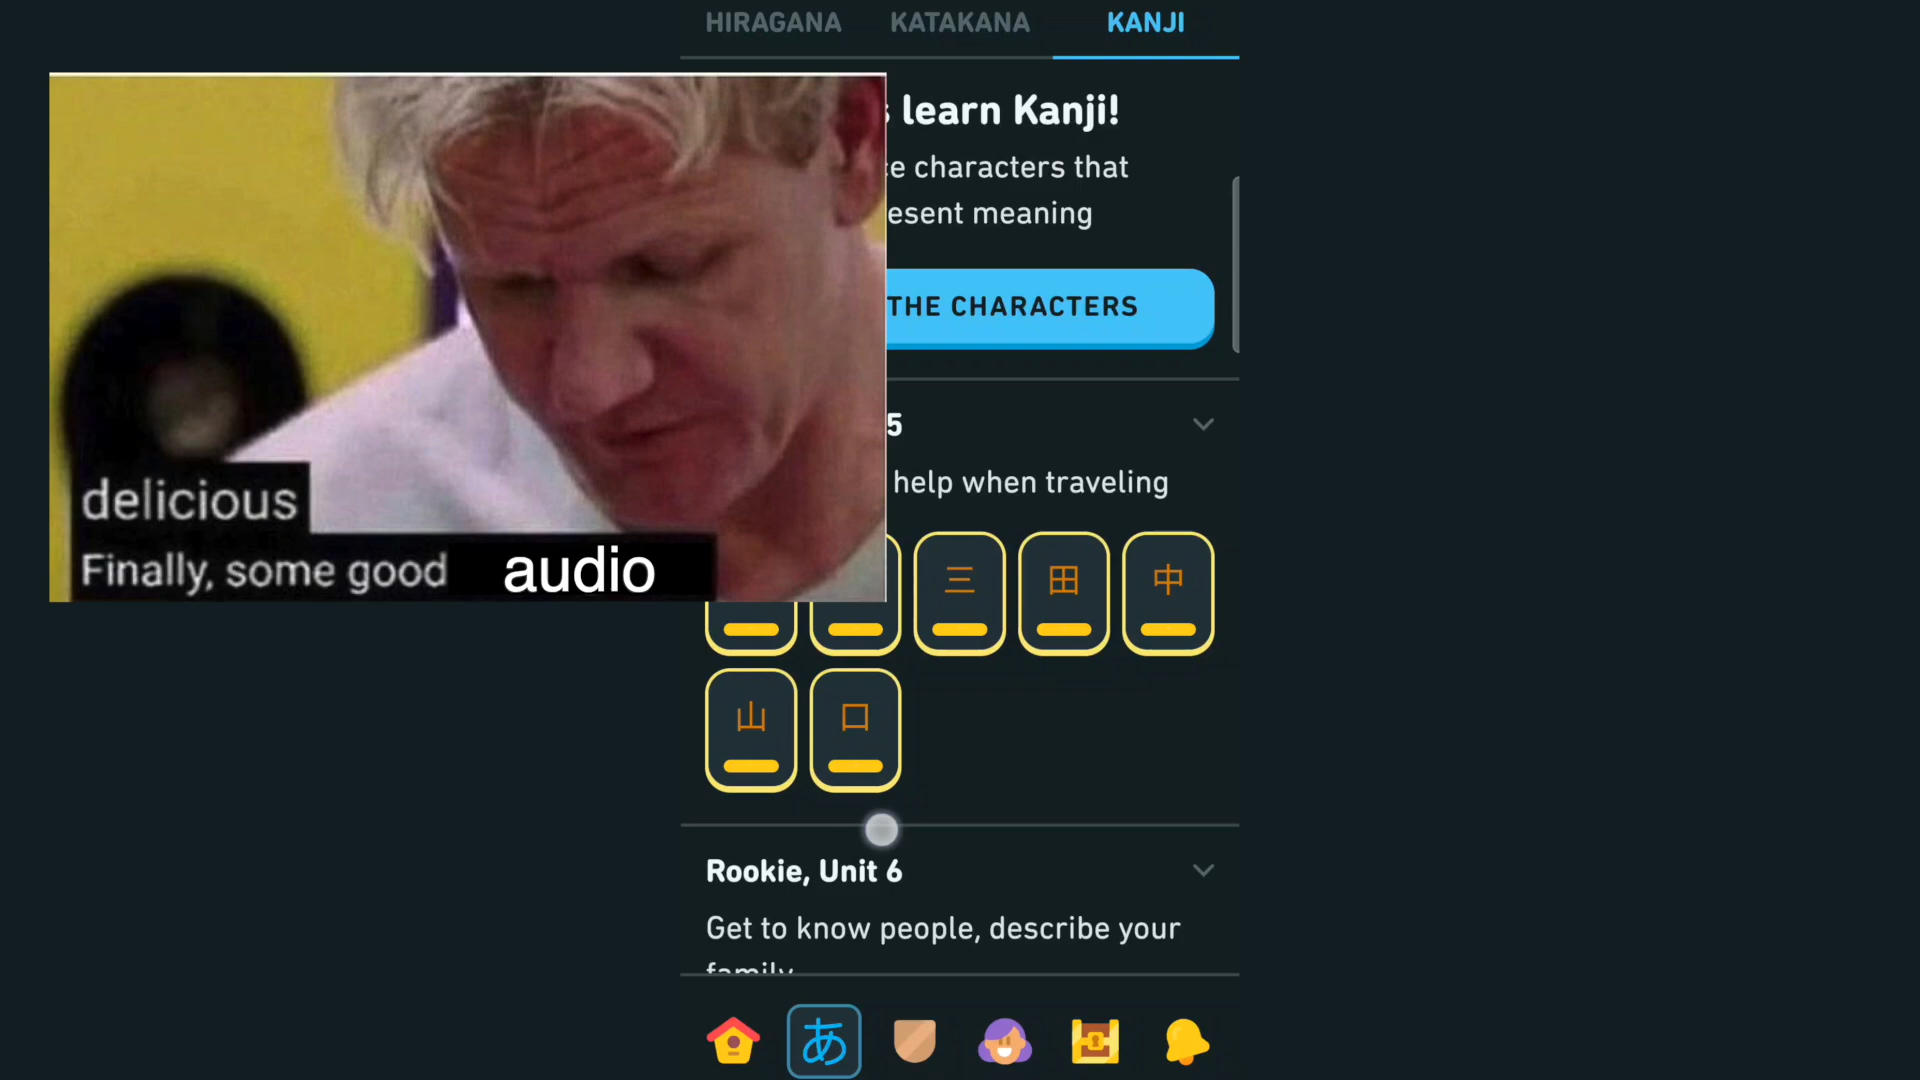 HIRAGANA KATAKANA KANJI
learn Kanji!
characters that
meaning
THE CHARACTERS
5
help when traveling
三 田 中
山 口
delicious
Finally, some good audio
Rookie, Unit 6
Get to know people, describe your
family
あ